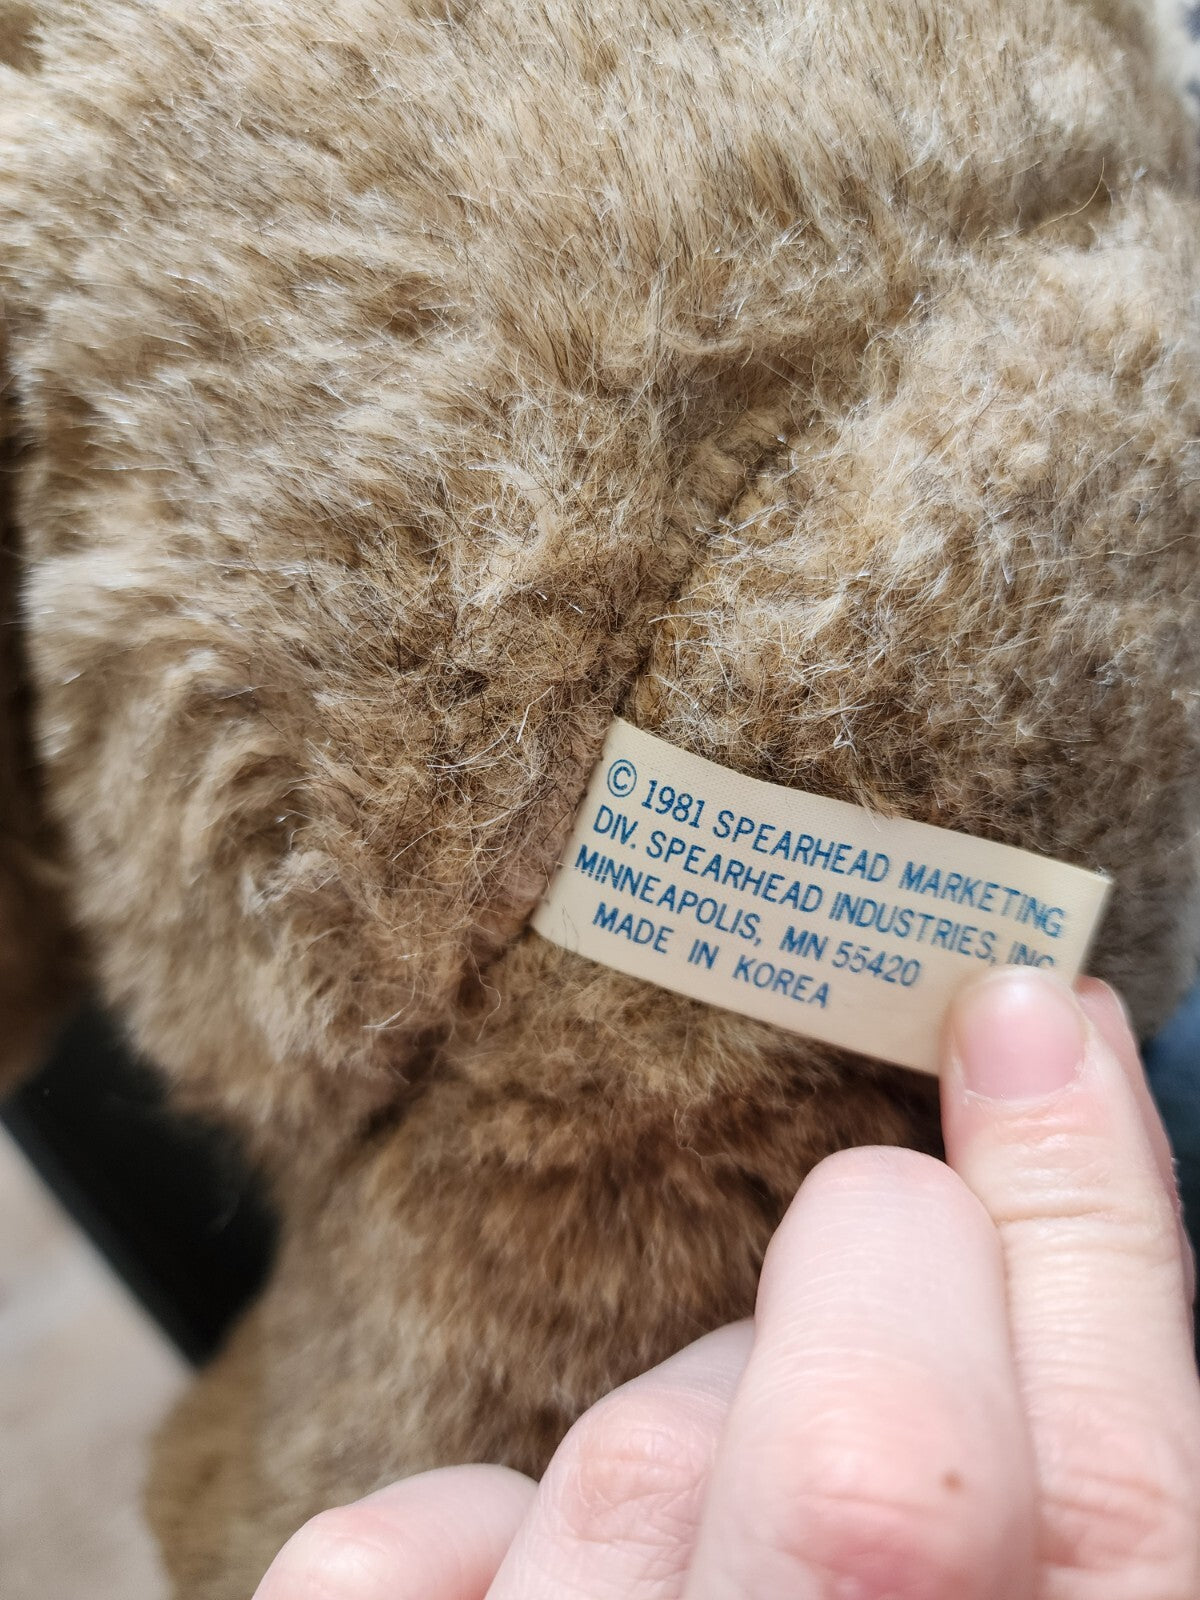 © 1981 SPEARHEAD MARKETING
DIV. SPEARHEAD INDUSTRIES, INC
MINNEAPOLIS, MN 55420
MADE IN KOREA